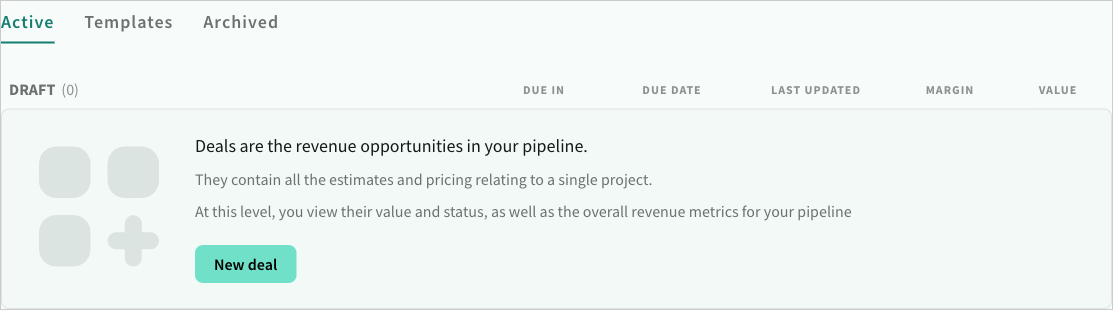 Active Templates Archived
DRAFT (0) DUE IN DUE DATE LAST UPDATED MARGIN VALUE
Deals are the revenue opportunities in your pipeline.
They contain all the estimates and pricing relating to a single project.
At this level, you view their value and status, as well as the overall revenue metrics for your pipeline
New deal